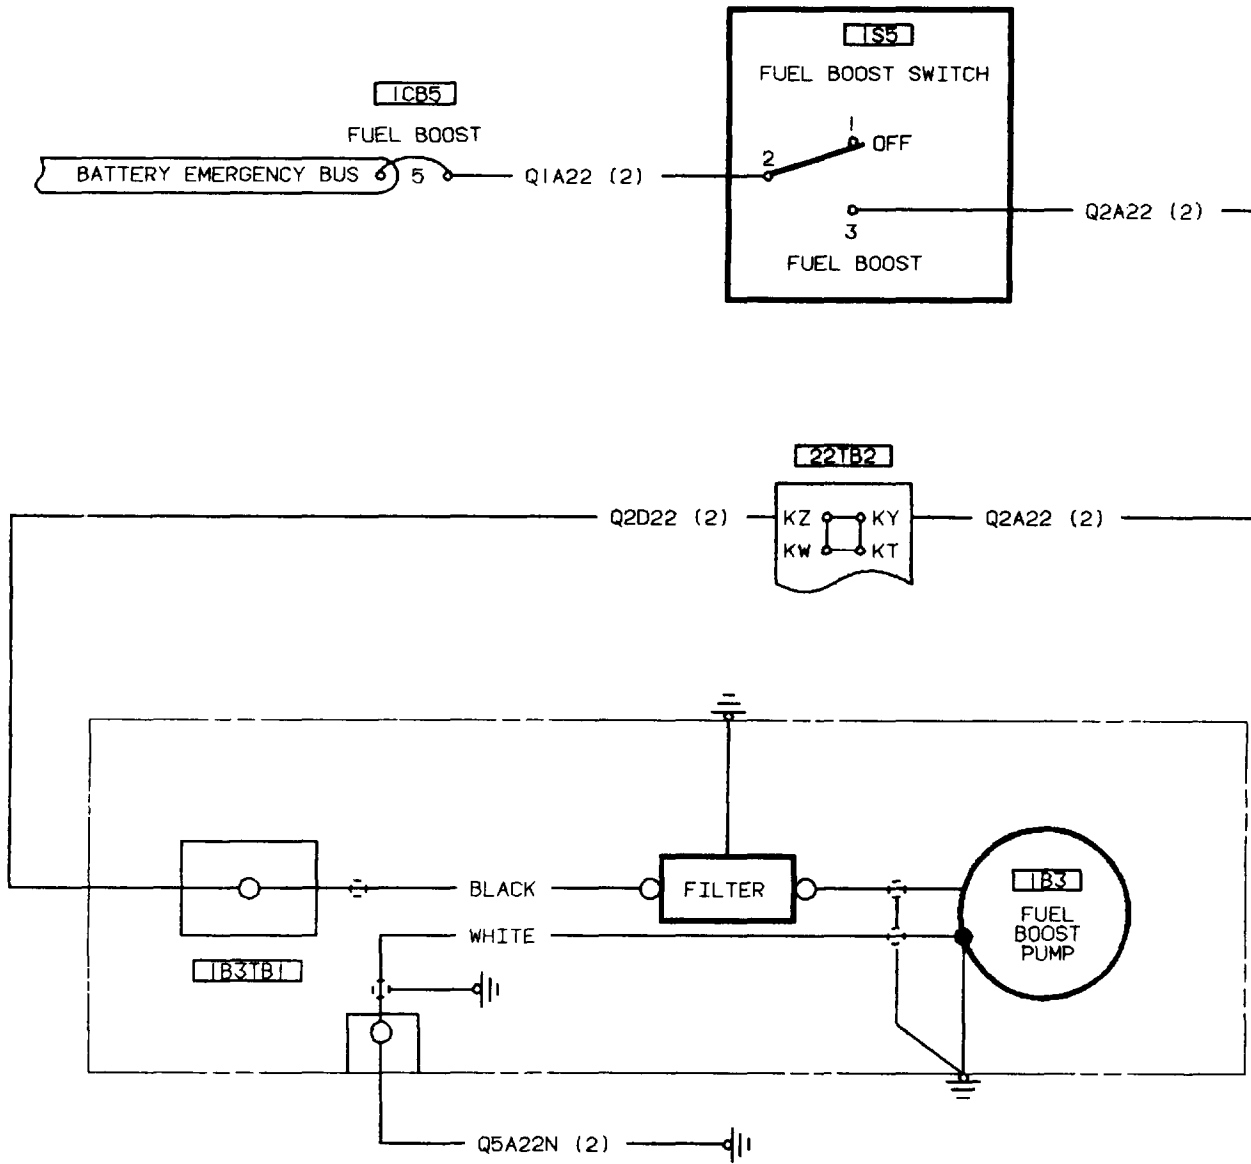 1S5
FUEL BOOST SWITCH
1CB5
FUEL BOOST
1
OFF
2
BATTERY EMERGENCY BUS
5
Q1A22 (2)
3
Q2A22 (2)
FUEL BOOST
22TB2
Q2D22 (2)
KZ
KY
Q2A22 (2)
KW
KT
BLACK
FILTER
1B3
FUEL
BOOST
PUMP
WHITE
1B3TB1
Q5A22N (2)